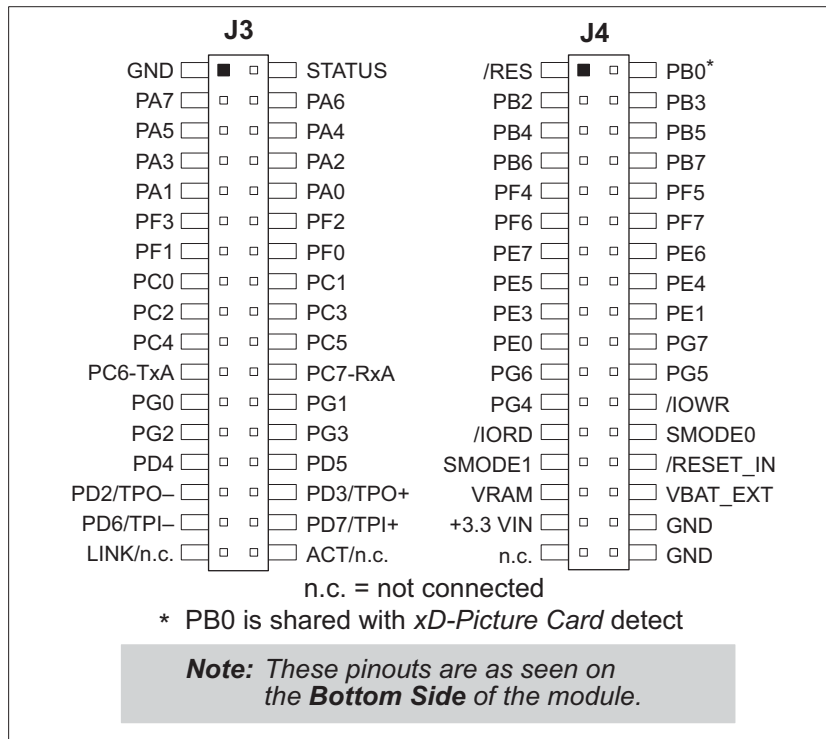 J3 J4
GND STATUS /RES PB0*
PA7 PA6 PB2 PB3
PA5 PA4 PB4 PB5
PA3 PA2 PB6 PB7
PA1 PA0 PF4 PF5
PF3 PF2 PF6 PF7
PF1 PF0 PE7 PE6
PC0 PC1 PE5 PE4
PC2 PC3 PE3 PE1
PC4 PC5 PE0 PG7
PC6-TxA PC7-RxA PG6 PG5
PG0 PG1 PG4 /IOWR
PG2 PG3 /IORD SMODE0
PD4 PD5 SMODE1 /RESET_IN
PD2/TPO– PD3/TPO+ VRAM VBAT_EXT
PD6/TPI– PD7/TPI+ +3.3 VIN GND
LINK/n.c. ACT/n.c. n.c. GND
n.c. = not connected
* PB0 is shared with xD-Picture Card detect
Note: These pinouts are as seen on
the Bottom Side of the module.